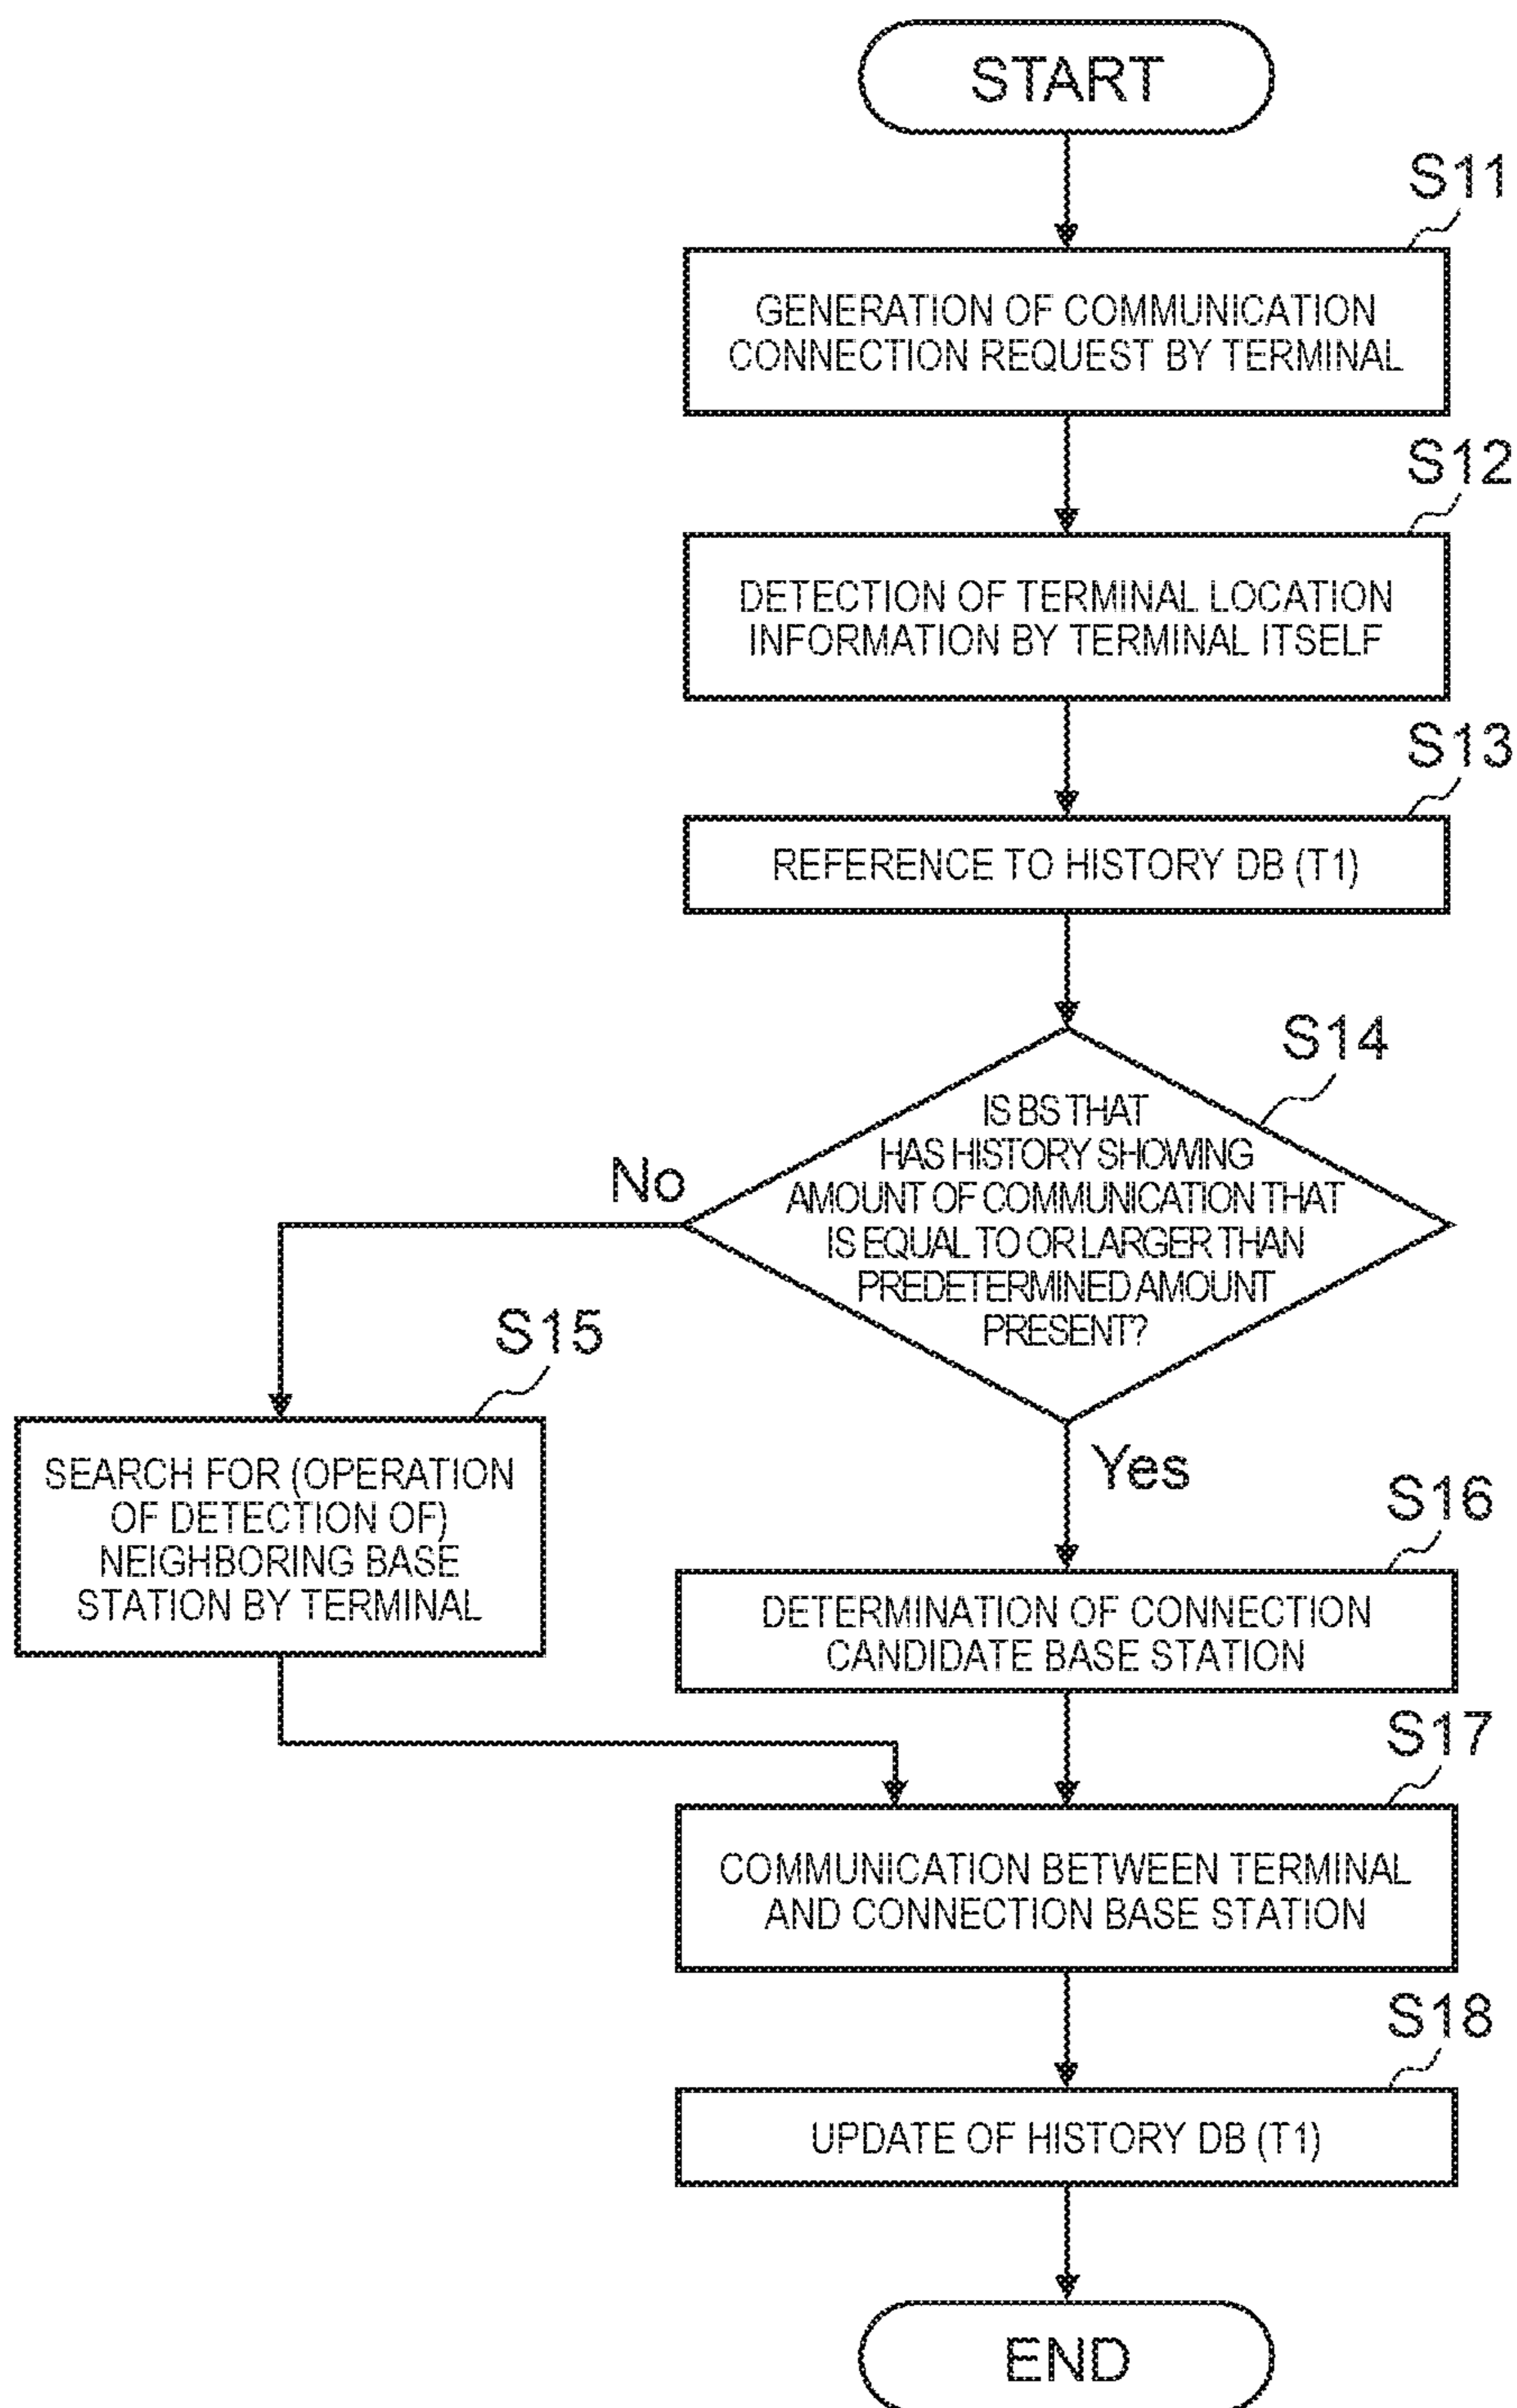 START
S11
GENERATION OF COMMUNICATION
CONNECTION REQUEST BY TERMINAL
S12
DETECTION OF TERMINAL LOCATION
INFORMATION BY TERMINAL ITSELF
S13
REFERENCE TO HISTORY DB (T1)
S14
IS BS THAT
HAS HISTORY SHOWING
AMOUNT OF COMMUNICATION THAT
IS EQUAL TO OR LARGER THAN
PREDETERMINED AMOUNT
PRESENT?
No
S15
SEARCH FOR (OPERATION
OF DETECTION OF)
NEIGHBORING BASE
STATION BY TERMINAL
Yes
S16
DETERMINATION OF CONNECTION
CANDIDATE BASE STATION
S17
COMMUNICATION BETWEEN TERMINAL
AND CONNECTION BASE STATION
S18
UPDATE OF HISTORY DB (T1)
END